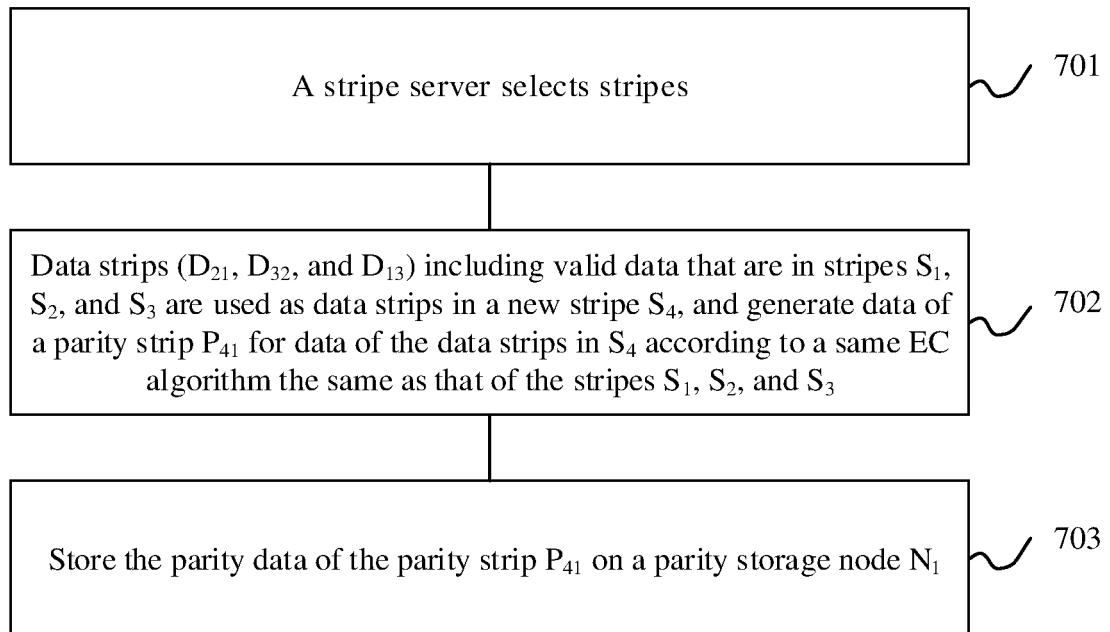 A stripe server selects stripes
701
Data strips (D₂₁, D₃₂, and D₁₃) including valid data that are in stripes S₁,
S₂, and S₃ are used as data strips in a new stripe S₄, and generate data of
a parity strip P₄₁ for data of the data strips in S₄ according to a same EC
algorithm the same as that of the stripes S₁, S₂, and S₃
702
Store the parity data of the parity strip P₄₁ on a parity storage node N₁
703